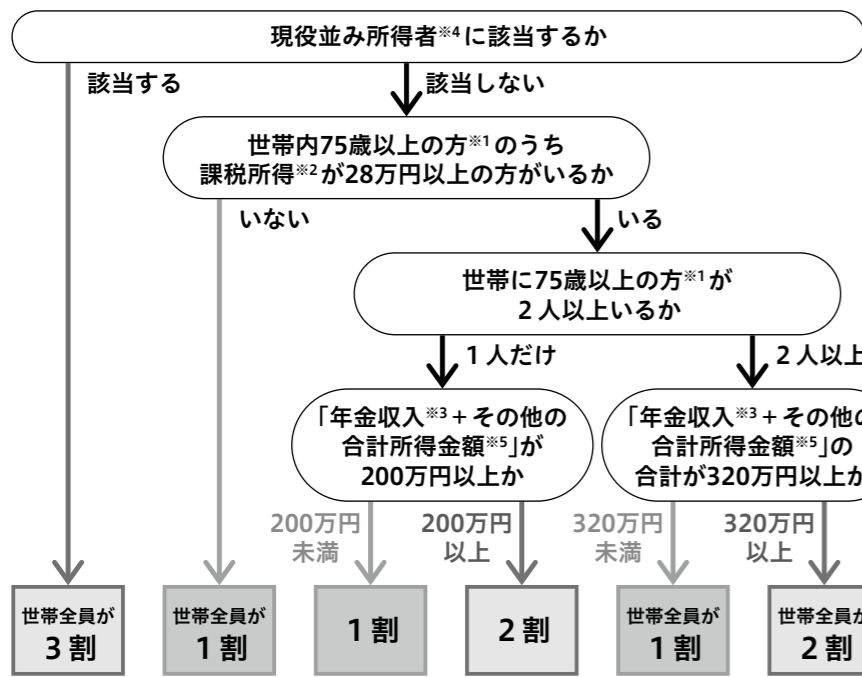 現役並み所得者※4に該当するか
該当する
該当しない
世帯内75歳以上の方※1のうち
課税所得※2が28万円以上の方がいるか
いない
いる
世帯に75歳以上の方※1が
2人以上いるか
1人だけ
2人以上
「年金収入※3+その他の
合計所得金額※5」が
200万円以上か
「年金収入※3+その他の
合計所得金額※5」の
合計が320万円以上か
200万円
未満
200万円
以上
320万円
未満
320万円
以上
世帯全員が
3割
世帯全員が
1割
1割
2割
世帯全員が
1割
世帯全員が
2割